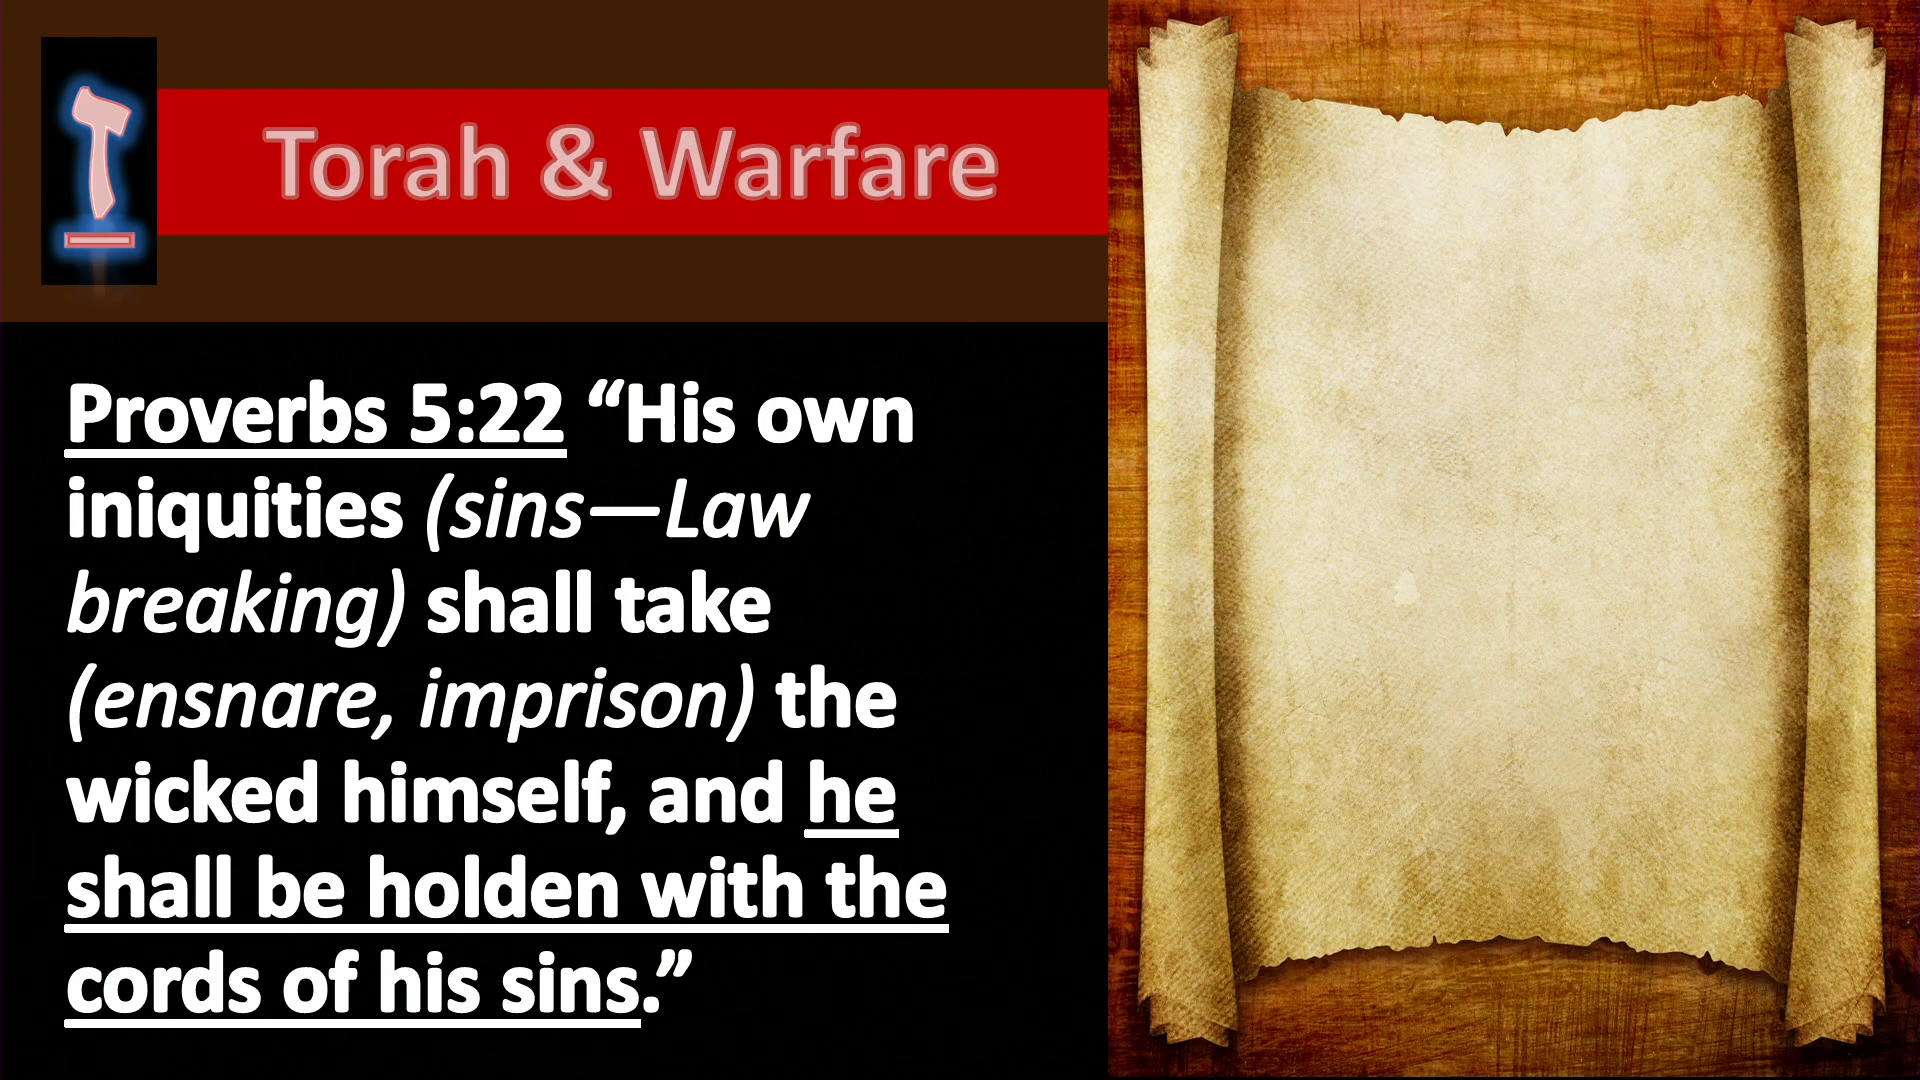 ז
Torah & Warfare
Proverbs 5:22 “His own
iniquities (sins—Law
breaking) shall take
(ensnare, imprison) the
wicked himself, and he
shall be holden with the
cords of his sins.”